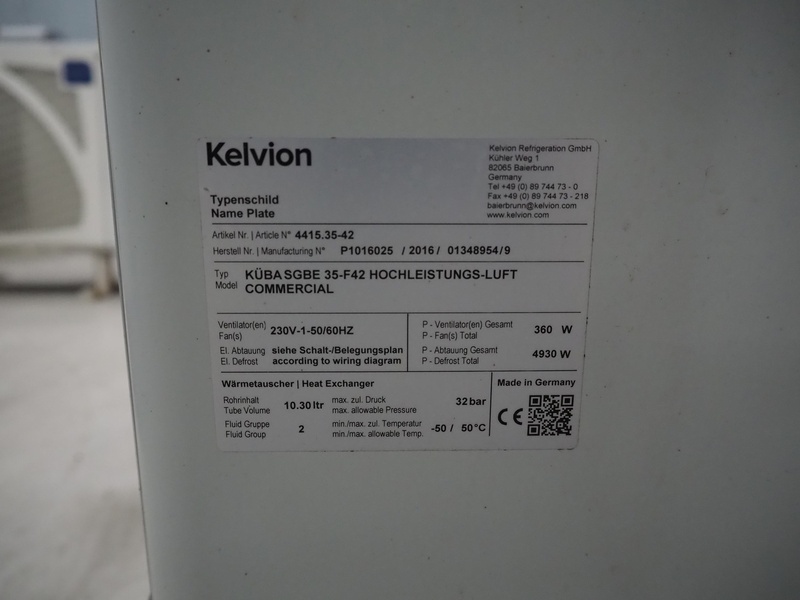 Kelvion
Kelvion Refrigeration GmbH
Kühler Weg 1
82065 Baierbrunn
Germany
Tel +49 (0) 89 744 73 - 0
Fax +49 (0) 89 744 73 - 218
baierbrunn@kelvion.com
www.kelvion.com
Typenschild
Name Plate
Artikel Nr. | Article N° 4415.35-42
Herstell Nr. | Manufacturing N° P1016025 / 2016 / 01348954/9
Typ KÜBA SGBE 35-F42 HOCHLEISTUNGS-LUFT
Model COMMERCIAL
Ventilator(en)
Fan(s)
230V-1-50/60HZ
P - Ventilator(en) Gesamt
P - Fan(s) Total
360 W
El. Abtauung siehe Schalt-/Belegungsplan
El. Defrost according to wiring diagram
P - Abtauung Gesamt
P - Defrost Total
4930 W
Wärmetauscher | Heat Exchanger
Rohrinhalt
Tube Volume
10.30 ltr
max. zul. Druck
max. allowable Pressure
32 bar
Fluid Gruppe
Fluid Group
2
min./max. zul. Temperatur
min./max. allowable Temp.
-50 / 50°C
Made in Germany
CE